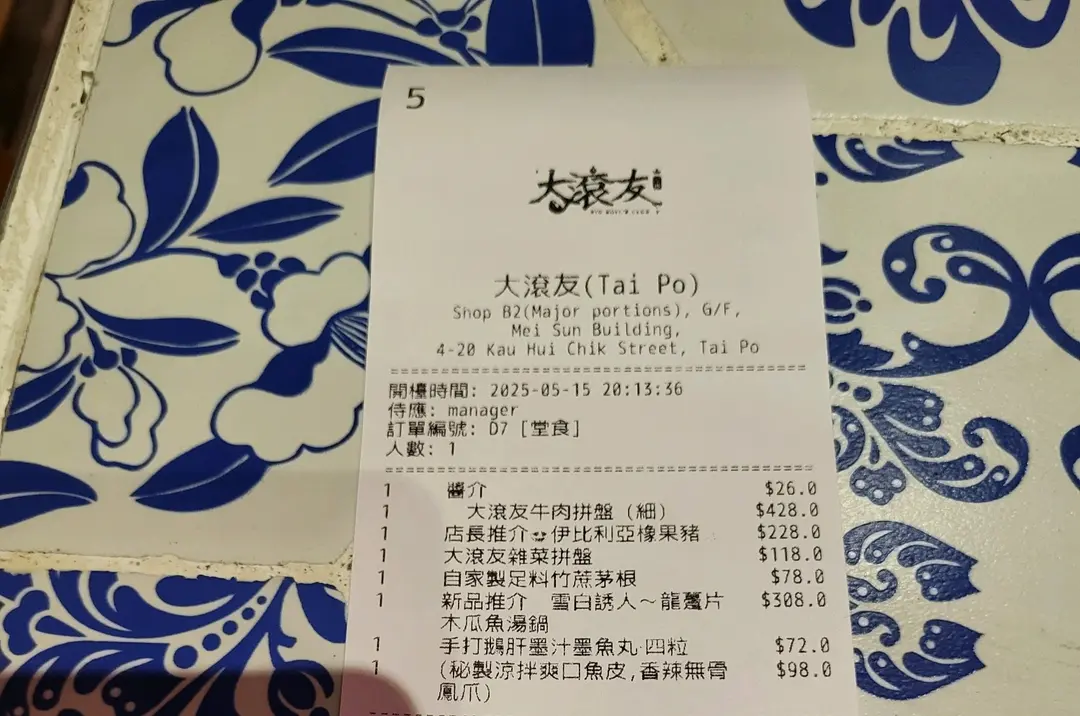 5
大滾友
大滾友(Tai Po)
Shop B2(Major portions), G/F,
Mei Sun Building,
4-20 Kau Hui Chik Street, Tai Po
開檯時間: 2025-05-15 20:13:36
侍應: manager
訂單編號: D7 [堂食]
人數: 1
1 醬介 $26.0
1 大滾友牛肉拼盤 (細) $428.0
1 店長推介 伊比利亞橡果豬 $228.0
1 大滾友雜菜拼盤 $118.0
1 自家製足料竹蔗茅根 $78.0
1 新品推介 雪白誘人~龍躉片 $308.0
木瓜魚湯鍋
1 手打鵝肝墨汁墨魚丸·四粒 $72.0
1 (秘製涼拌爽口魚皮,香辣無骨 $98.0
鳳爪)